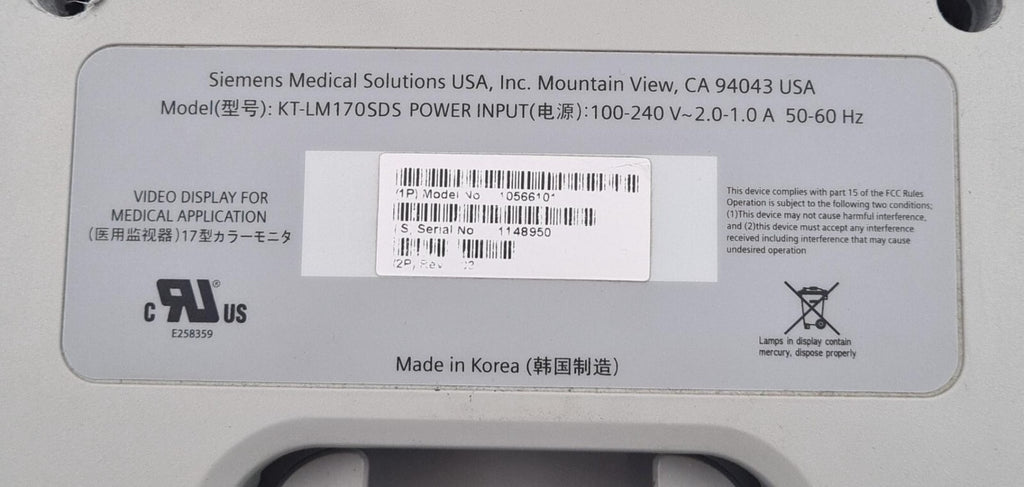 Siemens Medical Solutions USA, Inc. Mountain View, CA 94043 USA
Model(型号): KT-LM170SDS POWER INPUT(电源):100-240 V~2.0-1.0 A 50-60 Hz
VIDEO DISPLAY FOR
MEDICAL APPLICATION
(医用监视器)17型カラーモニタ
C RU ® US
E258359
(1P) Model No 10566101
(S) Serial No 1148950
(2P) Rev 02
This device complies with part 15 of the FCC Rules
Operation is subject to the following two conditions;
(1)This device may not cause harmful interference,
and (2)this device must accept any interference
received including interference that may cause
undesired operation
Lamps in display contain
mercury, dispose properly
Made in Korea (韩国制造)